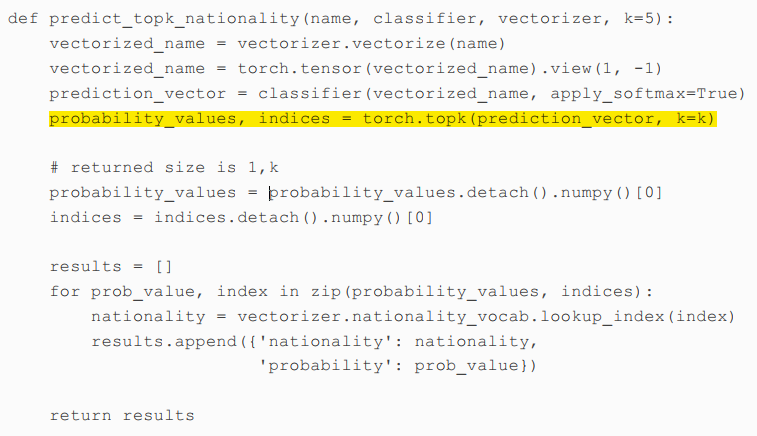 def predict_topk_nationality(name, classifier, vectorizer, k=5):
    vectorized_name = vectorizer.vectorize(name)
    vectorized_name = torch.tensor(vectorized_name).view(1, -1)
    prediction_vector = classifier(vectorized_name, apply_softmax=True)
    probability_values, indices = torch.topk(prediction_vector, k=k)

    # returned size is 1,k
    probability_values = probability_values.detach().numpy()[0]
    indices = indices.detach().numpy()[0]

    results = []
    for prob_value, index in zip(probability_values, indices):
        nationality = vectorizer.nationality_vocab.lookup_index(index)
        results.append({'nationality': nationality,
                        'probability': prob_value})

    return results